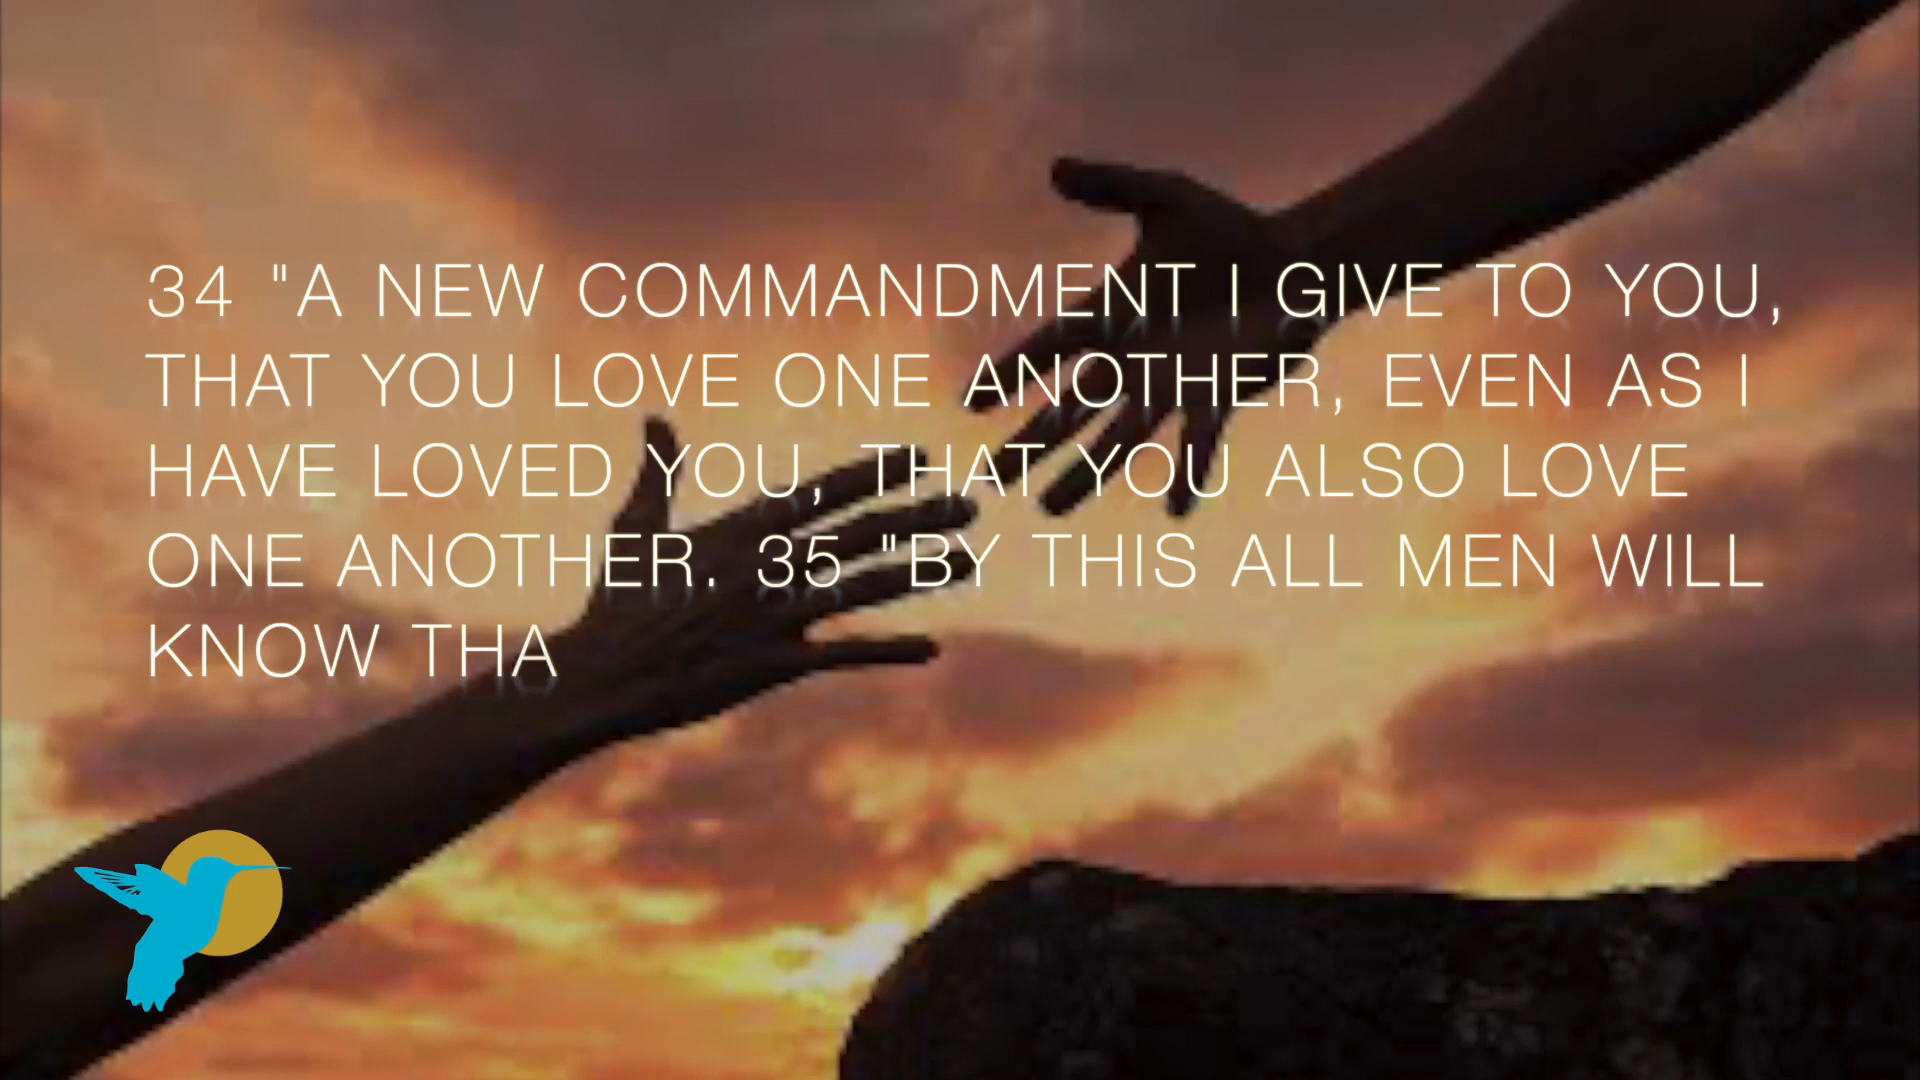 34 "A NEW COMMANDMENT I GIVE TO YOU,
THAT YOU LOVE ONE ANOTHER, EVEN AS I
HAVE LOVED YOU, THAT YOU ALSO LOVE
ONE ANOTHER. 35 "BY THIS ALL MEN WILL
KNOW THA